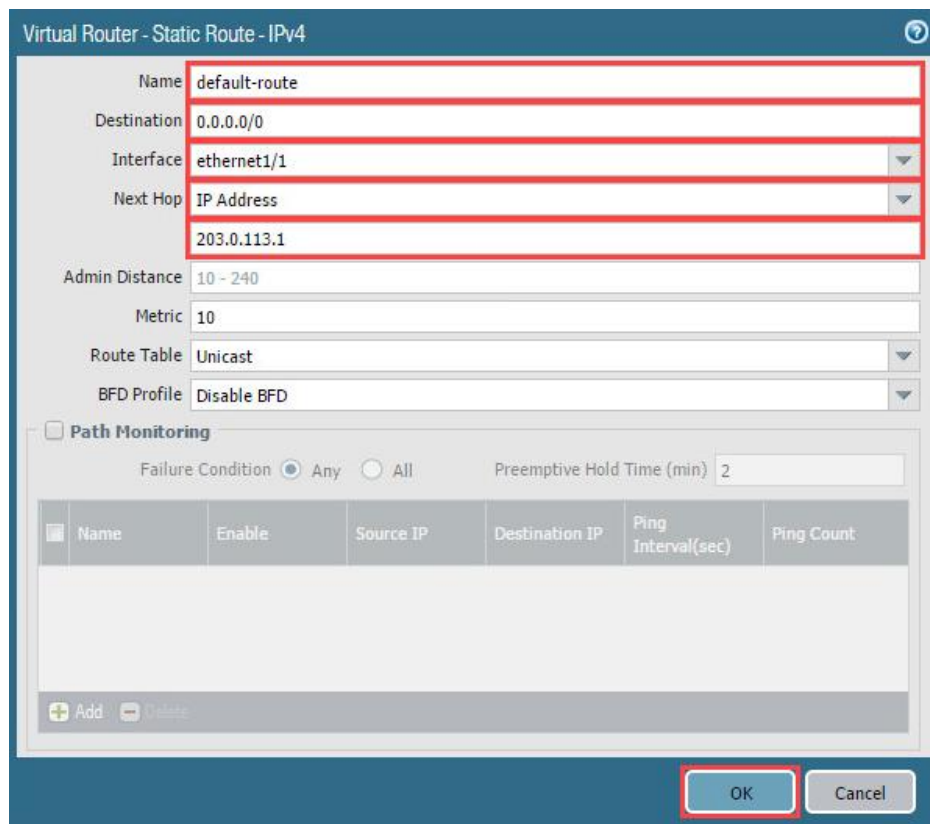 Virtual Router - Static Route - IPv4
Name default-route
Destination 0.0.0.0/0
Interface ethernet1/1
Next Hop IP Address
203.0.113.1
Admin Distance 10 - 240
Metric 10
Route Table Unicast
BFD Profile Disable BFD
Path Monitoring
Failure Condition Any All Preemptive Hold Time (min) 2
Name Enable Source IP Destination IP Ping Interval(sec) Ping Count
Add Delete
OK Cancel